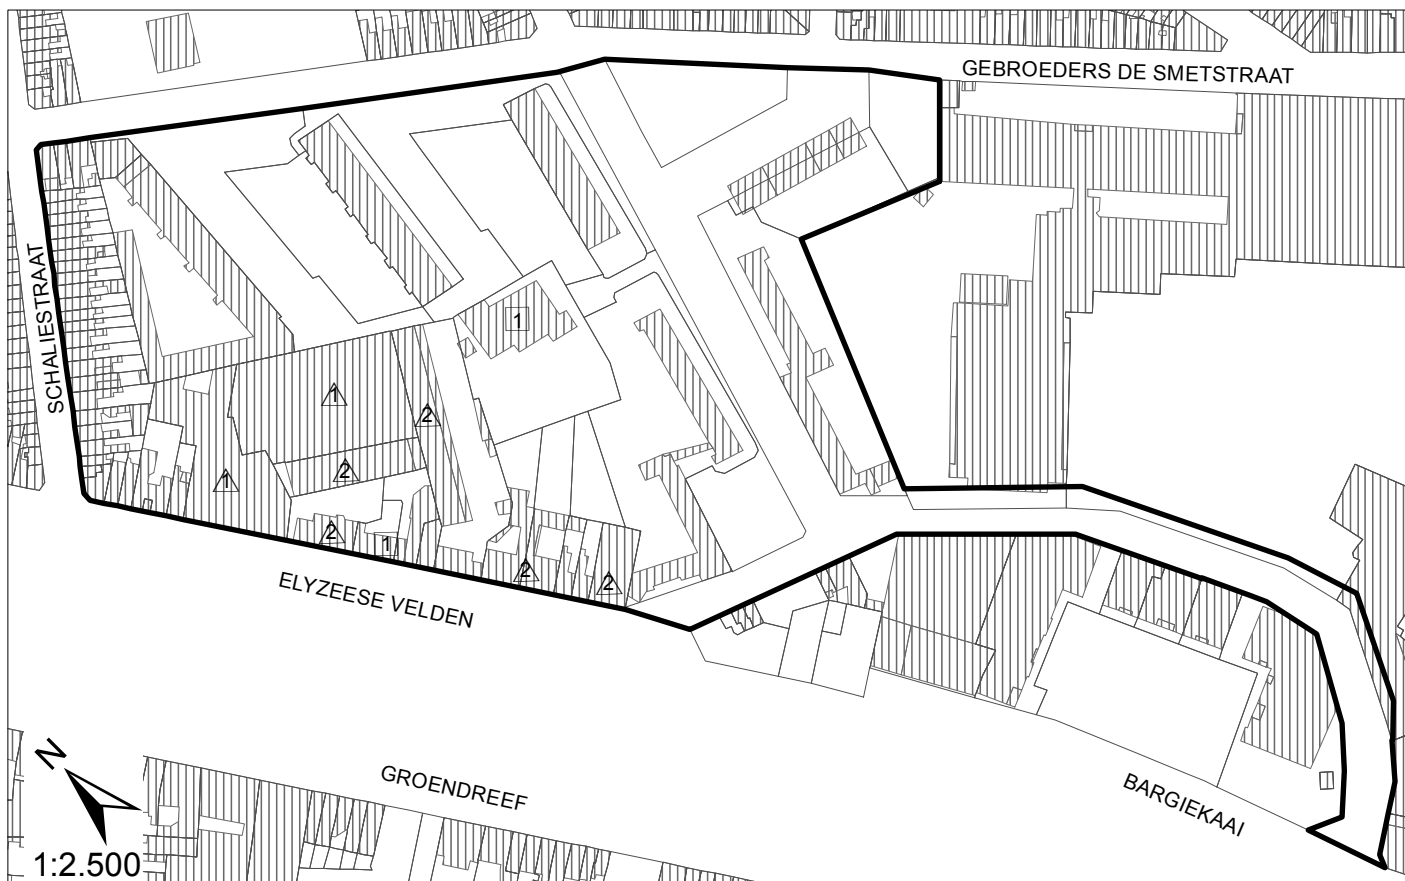 GEBROEDERS DE SMETSTRAAT
SCHALIESTRAAT
1
1
2
2
1
2
1
2
2
ELYZEESE VELDEN
GROENDREEF
BARGIEKAAI
N
1:2.500